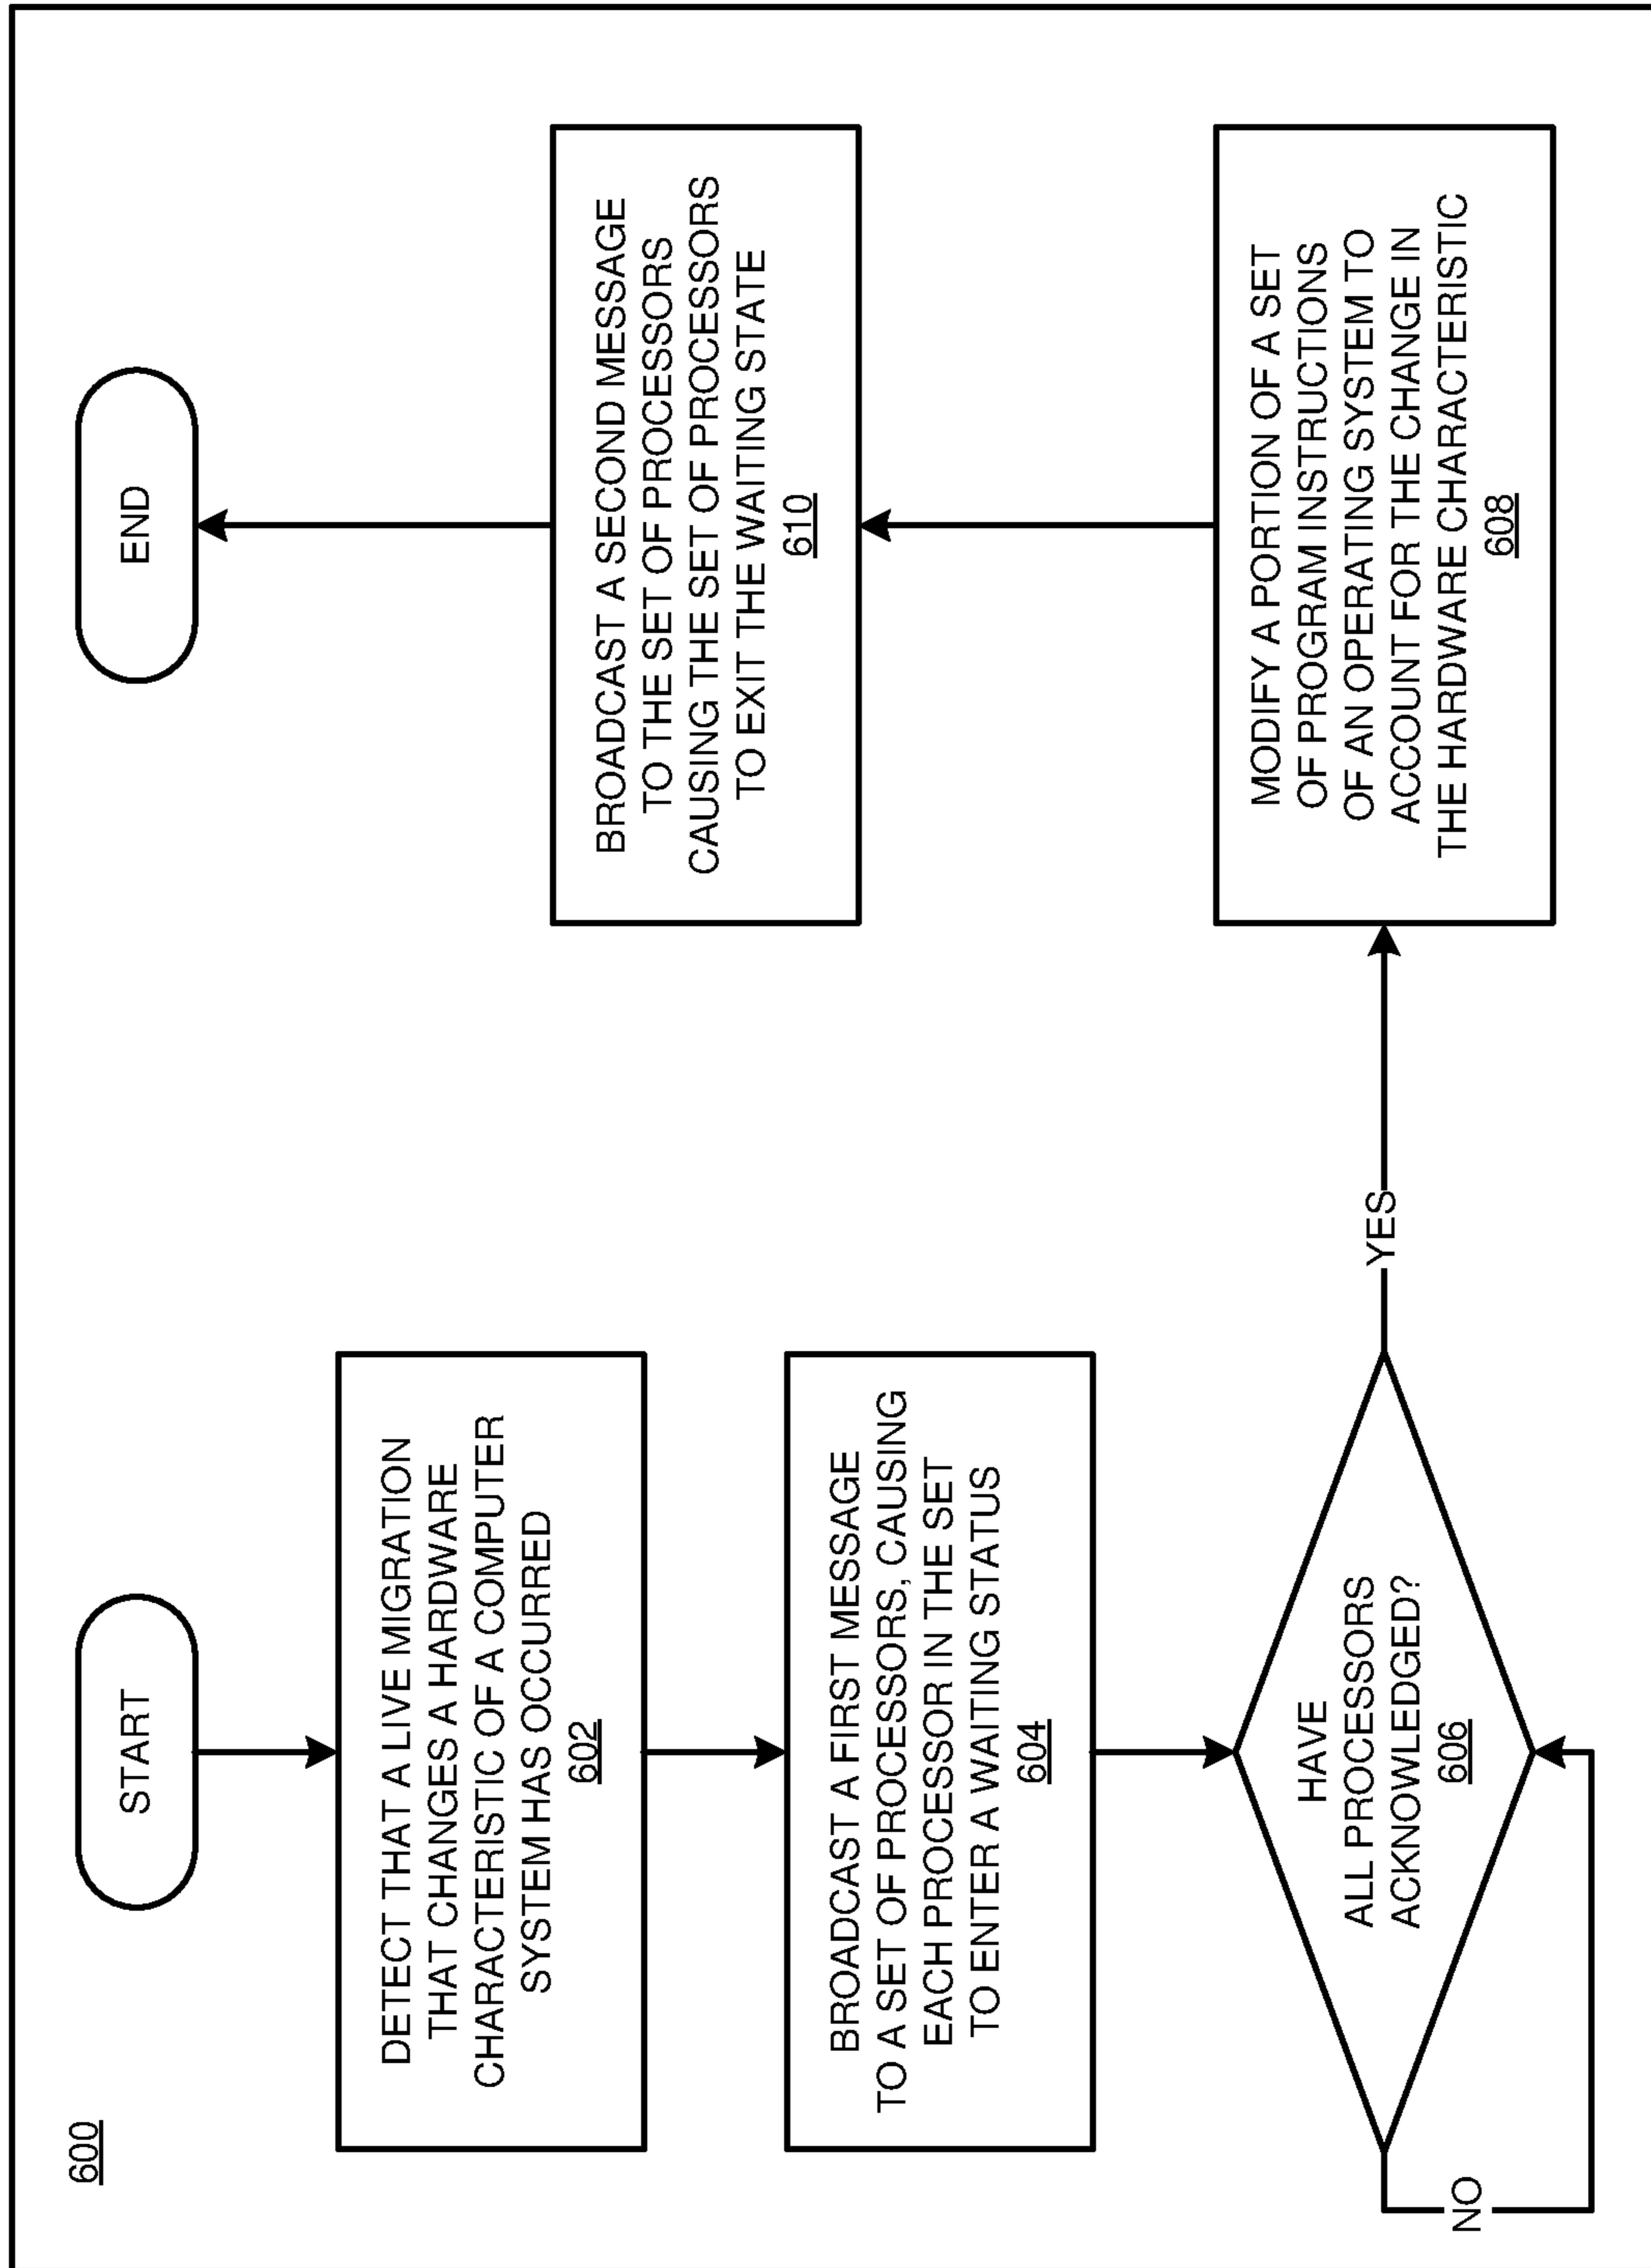 600
START
DETECT THAT A LIVE MIGRATION
THAT CHANGES A HARDWARE
CHARACTERISTIC OF A COMPUTER
SYSTEM HAS OCCURRED
602
BROADCAST A FIRST MESSAGE
TO A SET OF PROCESSORS, CAUSING
EACH PROCESSOR IN THE SET
TO ENTER A WAITING STATUS
604
HAVE
ALL PROCESSORS
ACKNOWLEDGED?
606
NO
YES
MODIFY A PORTION OF A SET
OF PROGRAM INSTRUCTIONS
OF AN OPERATING SYSTEM TO
ACCOUNT FOR THE CHANGE IN
THE HARDWARE CHARACTERISTIC
608
BROADCAST A SECOND MESSAGE
TO THE SET OF PROCESSORS
CAUSING THE SET OF PROCESSORS
TO EXIT THE WAITING STATE
610
END